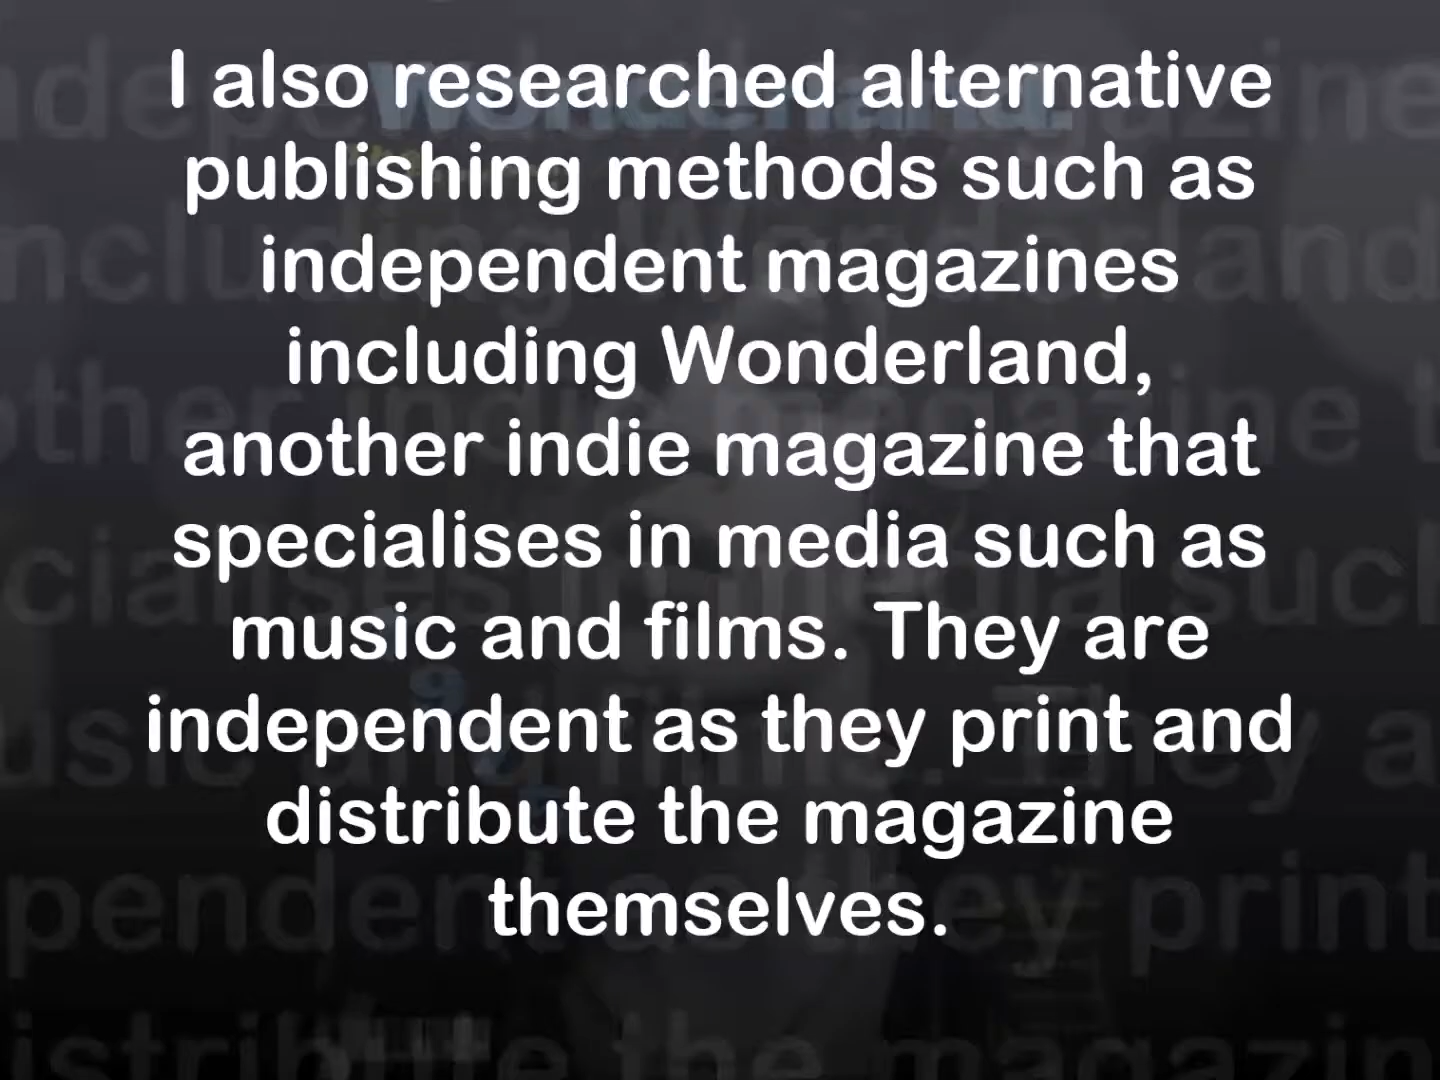 I also researched alternative
publishing methods such as
independent magazines
including Wonderland,
another indie magazine that
specialises in media such as
music and films. They are
independent as they print and
distribute the magazine
themselves.